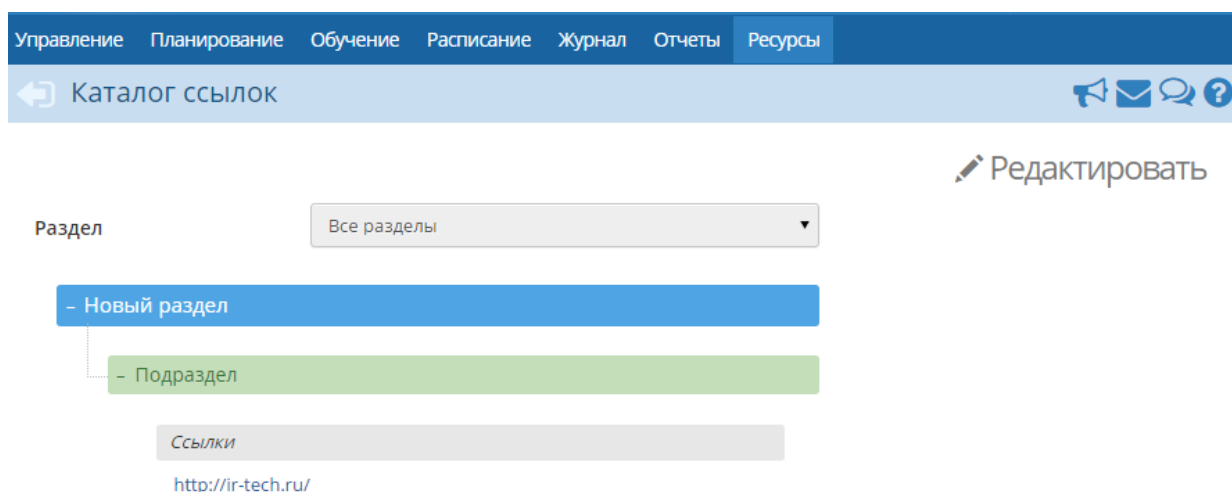 Управление Планирование Обучение Расписание Журнал Отчеты Ресурсы
Каталог ссылок
Редактировать
Раздел Все разделы
– Новый раздел
– Подраздел
Ссылки
http://ir-tech.ru/